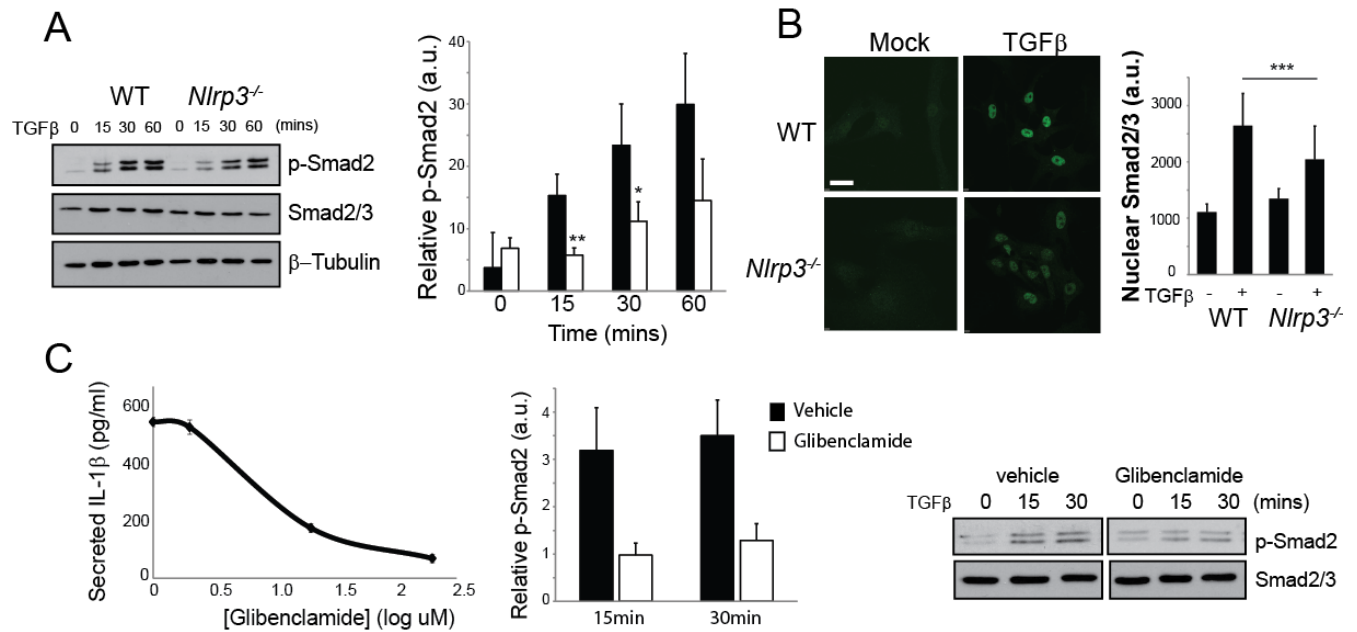 A
WT Nlrp3-/-
TGFβ 0 15 30 60 0 15 30 60 (mins)
p-Smad2
Smad2/3
β–Tubulin
Relative p-Smad2 (a.u.)
40
30
20
10
0
**
*
0 15 30 60
Time (mins)
B
Mock TGFβ
WT
Nlrp3-/-
Nuclear Smad2/3 (a.u.)
***
3000
2000
1000
0
TGFβ - + - +
WT Nlrp3-/-
C
Secreted IL-1β (pg/ml)
600
400
200
0
0 0.5 1.0 1.5 2 2.5
[Glibenclamide] (log uM)
Relative p-Smad2 (a.u.)
4
3
2
1
0
15min 30min
Vehicle
Glibenclamide
vehicle Glibenclamide
TGFβ 0 15 30 0 15 30 (mins)
p-Smad2
Smad2/3